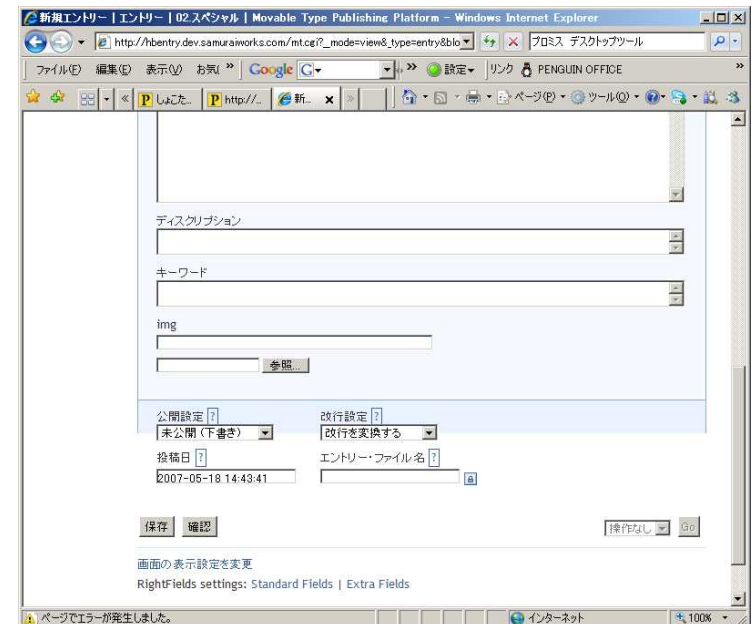 新規エントリー | エントリー | 02.スペシャル | Movable Type Publishing Platform - Windows Internet Explorer
http://hbentry.dev.samuraiworks.com/mt.cgi?_mode=view&_type=entry&blo プロミス デスクトップツール
ファイル(F) 編集(E) 表示(V) お気( » Google G 設定 リンク PENGUIN OFFICE »
しょこた... http://... 新... ページ(P) ツール(O)
ディスクリプション
キーワード
img
参照...
公開設定 ? 改行設定 ?
未公開(下書き) 改行を変換する
投稿日 ? エントリー・ファイル名 ?
2007-05-18 14:43:41
保存 確認 操作なし Go
画面の表示設定を変更
RightFields settings: Standard Fields | Extra Fields
ページでエラーが発生しました。 インターネット 100%